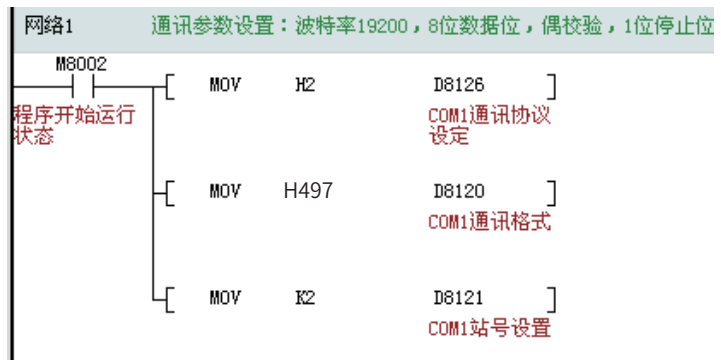 网络1 通讯参数设置：波特率19200，8位数据位，偶校验，1位停止位
M8002
MOV H2 D8126
程序开始运行
状态
COM1通讯协议
设定
MOV H497 D8120
COM1通讯格式
MOV K2 D8121
COM1站号设置